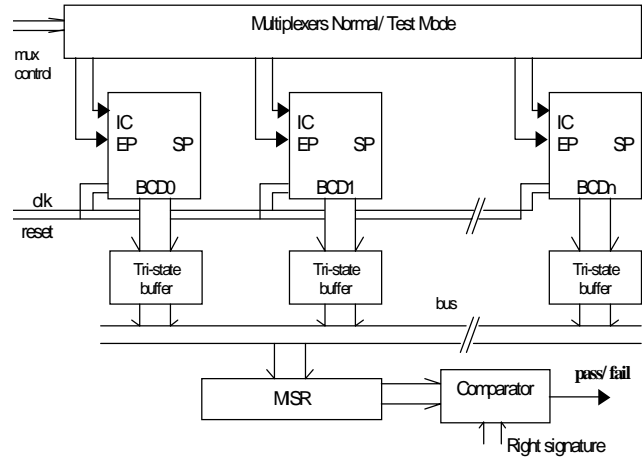 Multiplexers Normal/ Test Mode
mux
control
IC
EP SP
BCD0
IC
EP SP
BCD1
IC
EP SP
BCDn
clk
reset
Tri-state
buffer
Tri-state
buffer
Tri-state
buffer
bus
MISR
Comparator
pass/ fail
Right signature